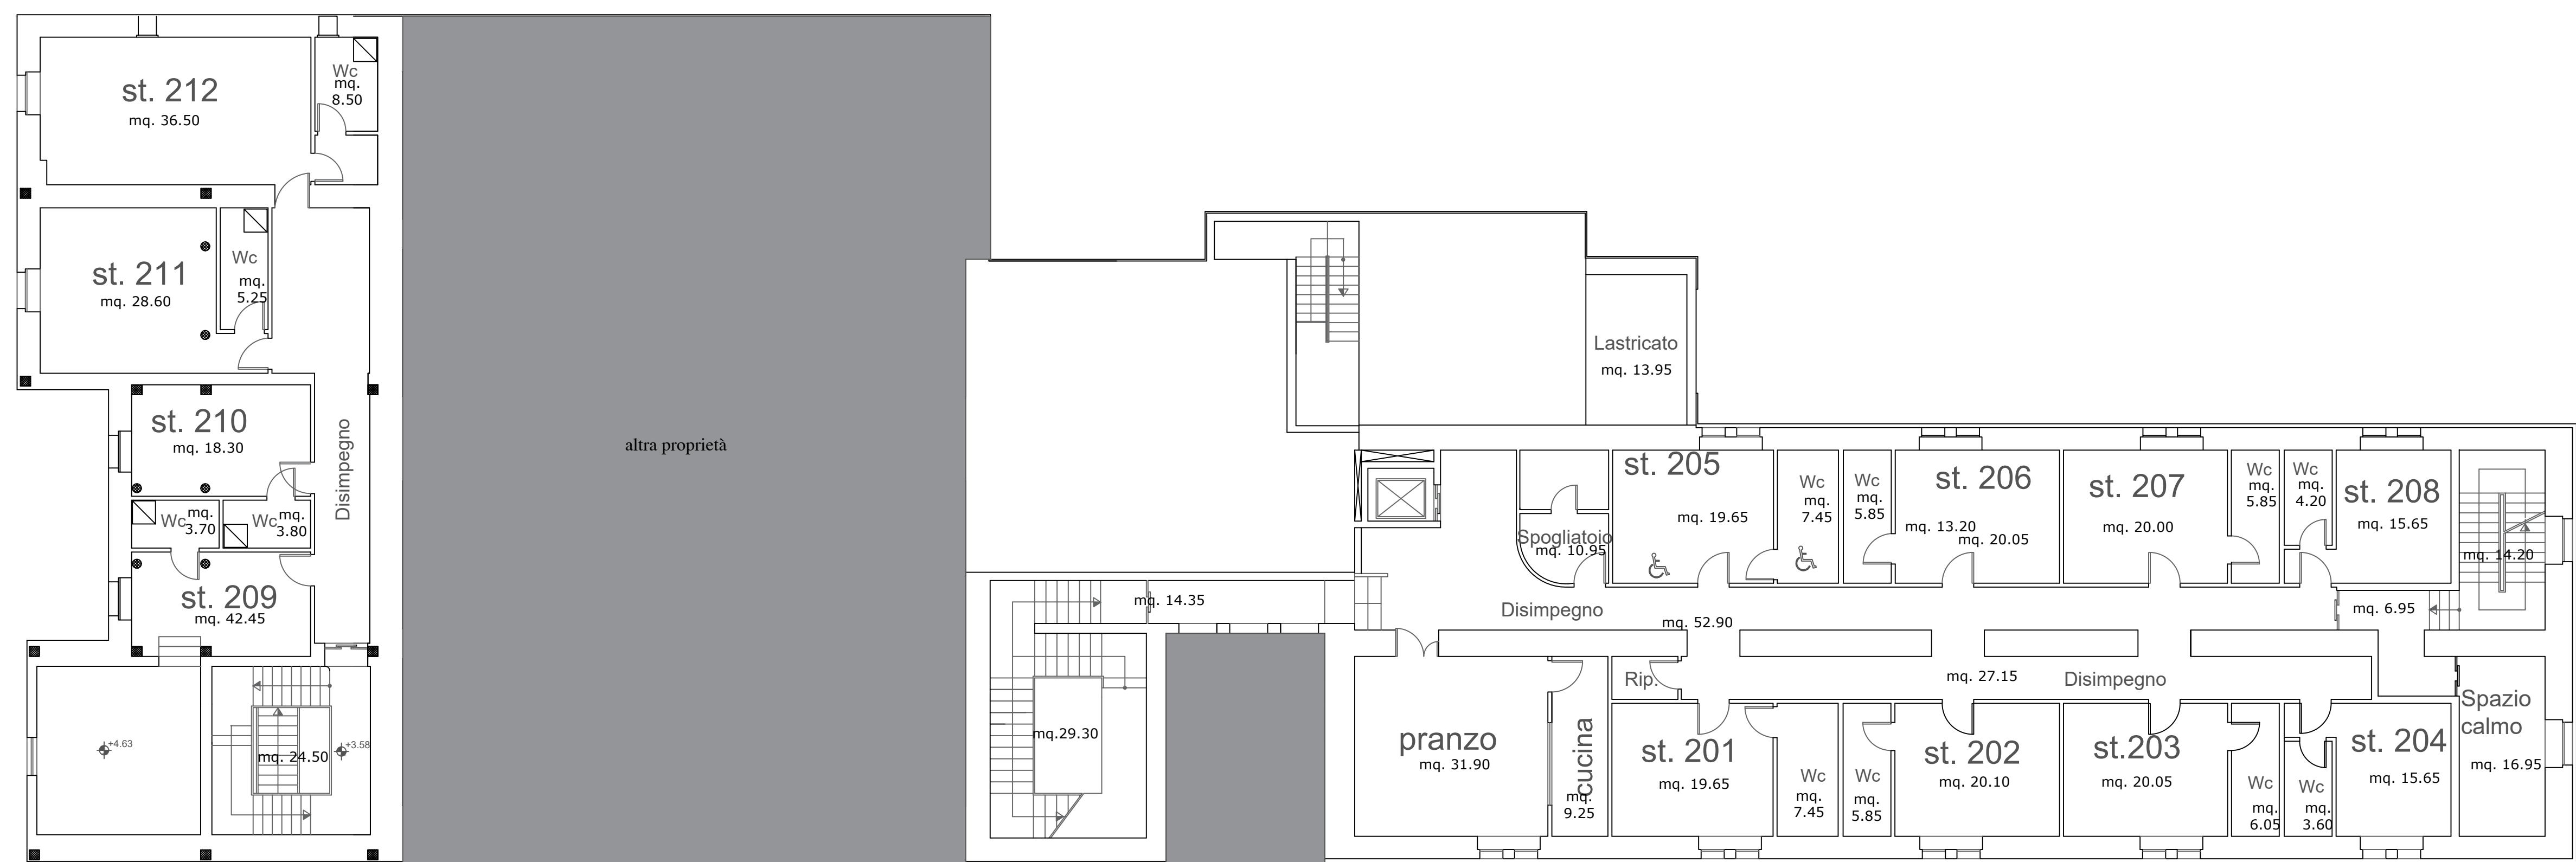 st. 212
mq. 36.50
Wc
mq.
8.50
st. 211
mq. 28.60
Wc
mq.
5.25
st. 210
mq. 18.30
Disimpegno
Wc
mq.
3.70
Wc
mq.
3.80
st. 209
mq. 42.45
+4.63
mq. 24.50
+3.58
altra proprietà
Lastricato
mq. 13.95
mq. 14.35
mq.29.30
Spogliatoio
mq. 10.95
st. 205
mq. 19.65
Wc
mq.
7.45
Wc
mq.
5.85
st. 206
mq. 13.20
mq. 20.05
st. 207
mq. 20.00
Wc
mq.
5.85
Wc
mq.
4.20
st. 208
mq. 15.65
mq. 14.20
Disimpegno
mq. 52.90
mq. 6.95
Rip.
mq. 27.15
Disimpegno
pranzo
mq. 31.90
cucina
mq.
9.25
st. 201
mq. 19.65
Wc
mq.
7.45
Wc
mq.
5.85
st. 202
mq. 20.10
st.203
mq. 20.05
Wc
mq.
6.05
Wc
mq.
3.60
st. 204
mq. 15.65
Spazio
calmo
mq. 16.95